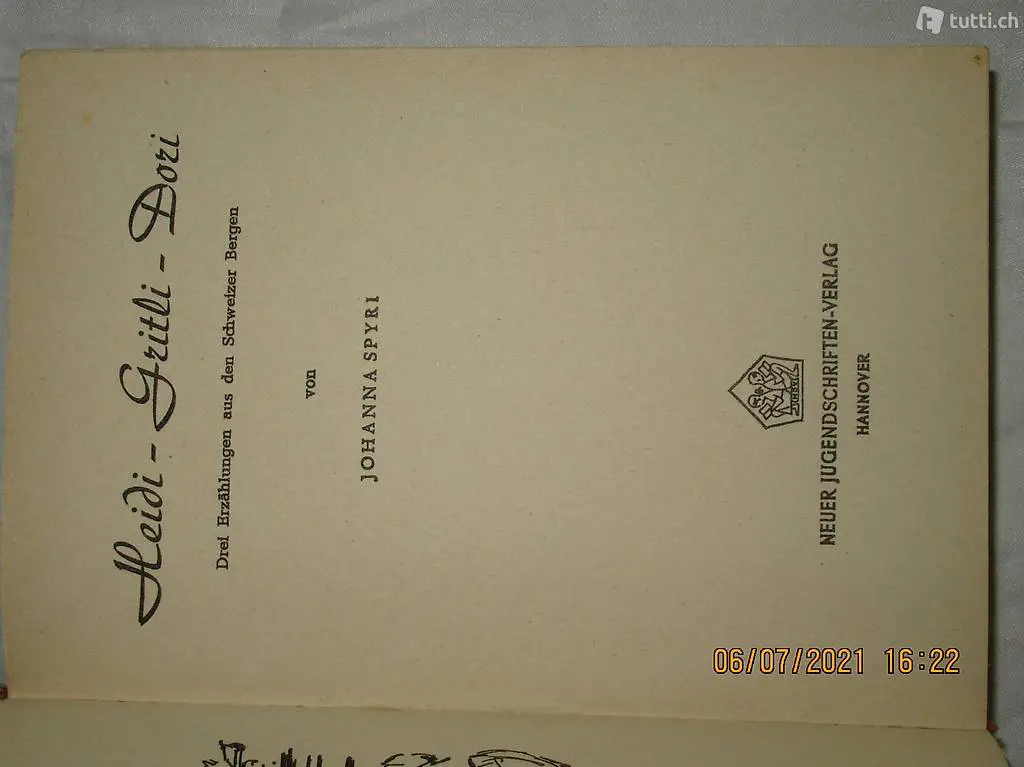 Heidi - Gritli - Dori
Drei Erzählungen aus den Schweizer Bergen
von
JOHANNA SPYRI
NEUER JUGENDSCHRIFTEN-VERLAG
HANNOVER
06/07/2021 16:22
tutti.ch